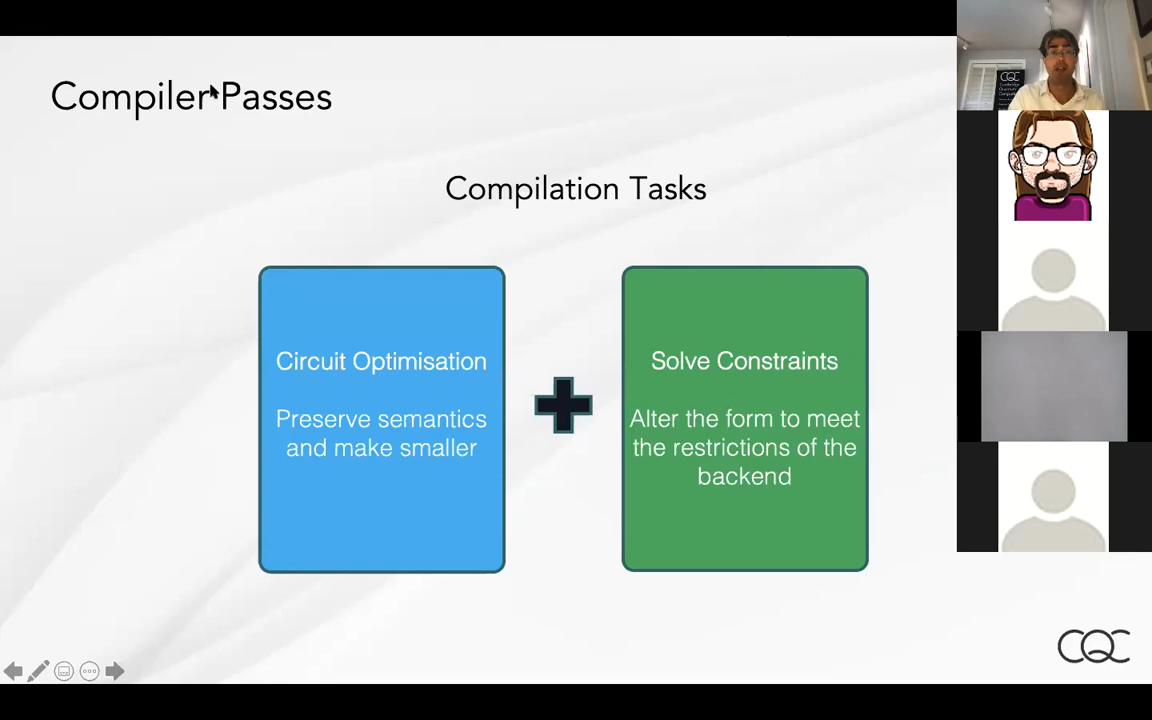 Compiler Passes
Compilation Tasks
Circuit Optimisation
Preserve semantics
and make smaller
Solve Constraints
Alter the form to meet
the restrictions of the
backend
CQC
CQC